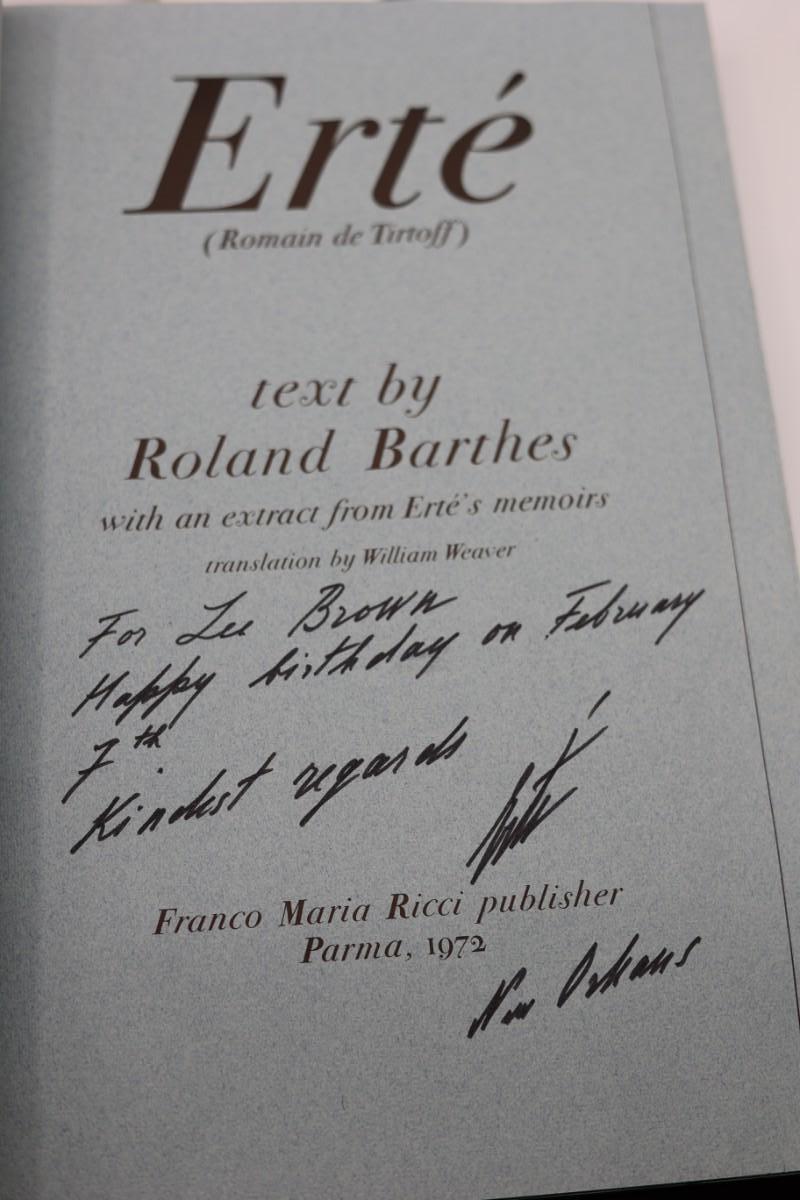 Erté
(Romain de Tirtoff)
text by
Roland Barthes
with an extract from Erté's memoirs
translation by William Weaver
For Lee Brown
Happy birthday on February
7th
Kindest regards
Erté
Franco Maria Ricci publisher
Parma, 1972
New Orleans